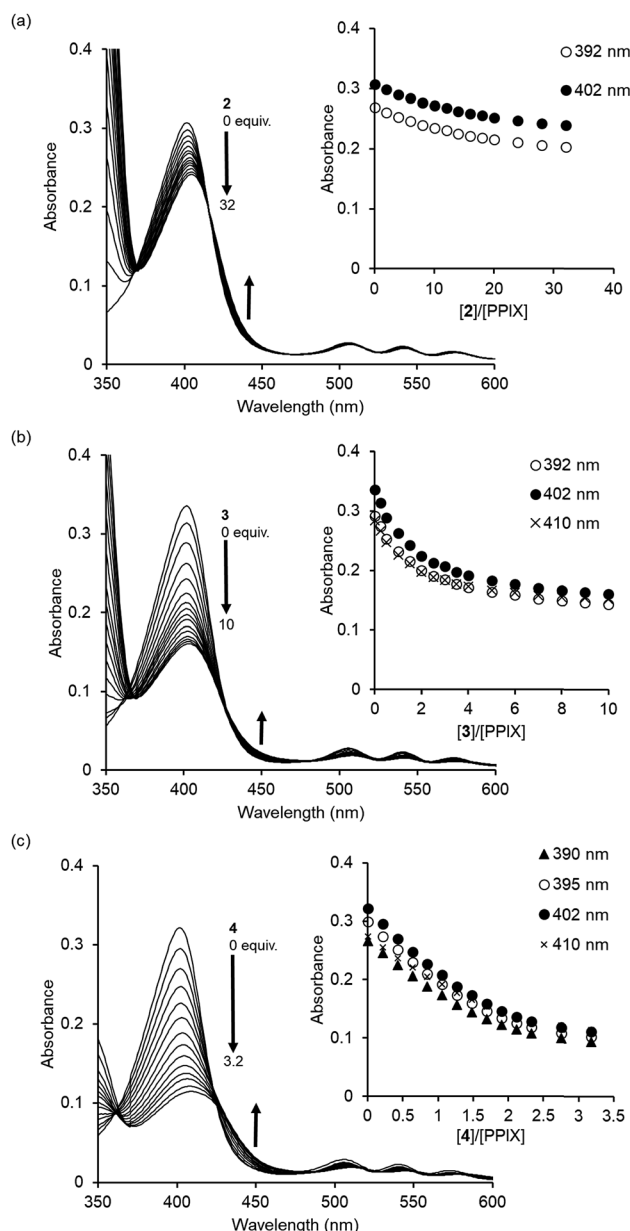 (a)
0.4
0.3
0.2
0.1
0
Absorbance
2
0 equiv.
32
350 400 450 500 550 600
Wavelength (nm)
0.4
0.3
0.2
0.1
0
Absorbance
392 nm
402 nm
0 10 20 30 40
[2]/[PPIX]
(b)
0.4
0.3
0.2
0.1
0
Absorbance
3
0 equiv.
10
350 400 450 500 550 600
Wavelength (nm)
0.4
0.3
0.2
0.1
0
Absorbance
392 nm
402 nm
410 nm
0 2 4 6 8 10
[3]/[PPIX]
(c)
0.4
0.3
0.2
0.1
0
Absorbance
4
0 equiv.
3.2
350 400 450 500 550 600
Wavelength (nm)
0.4
0.3
0.2
0.1
0
Absorbance
390 nm
395 nm
402 nm
410 nm
0 0.5 1 1.5 2 2.5 3 3.5
[4]/[PPIX]